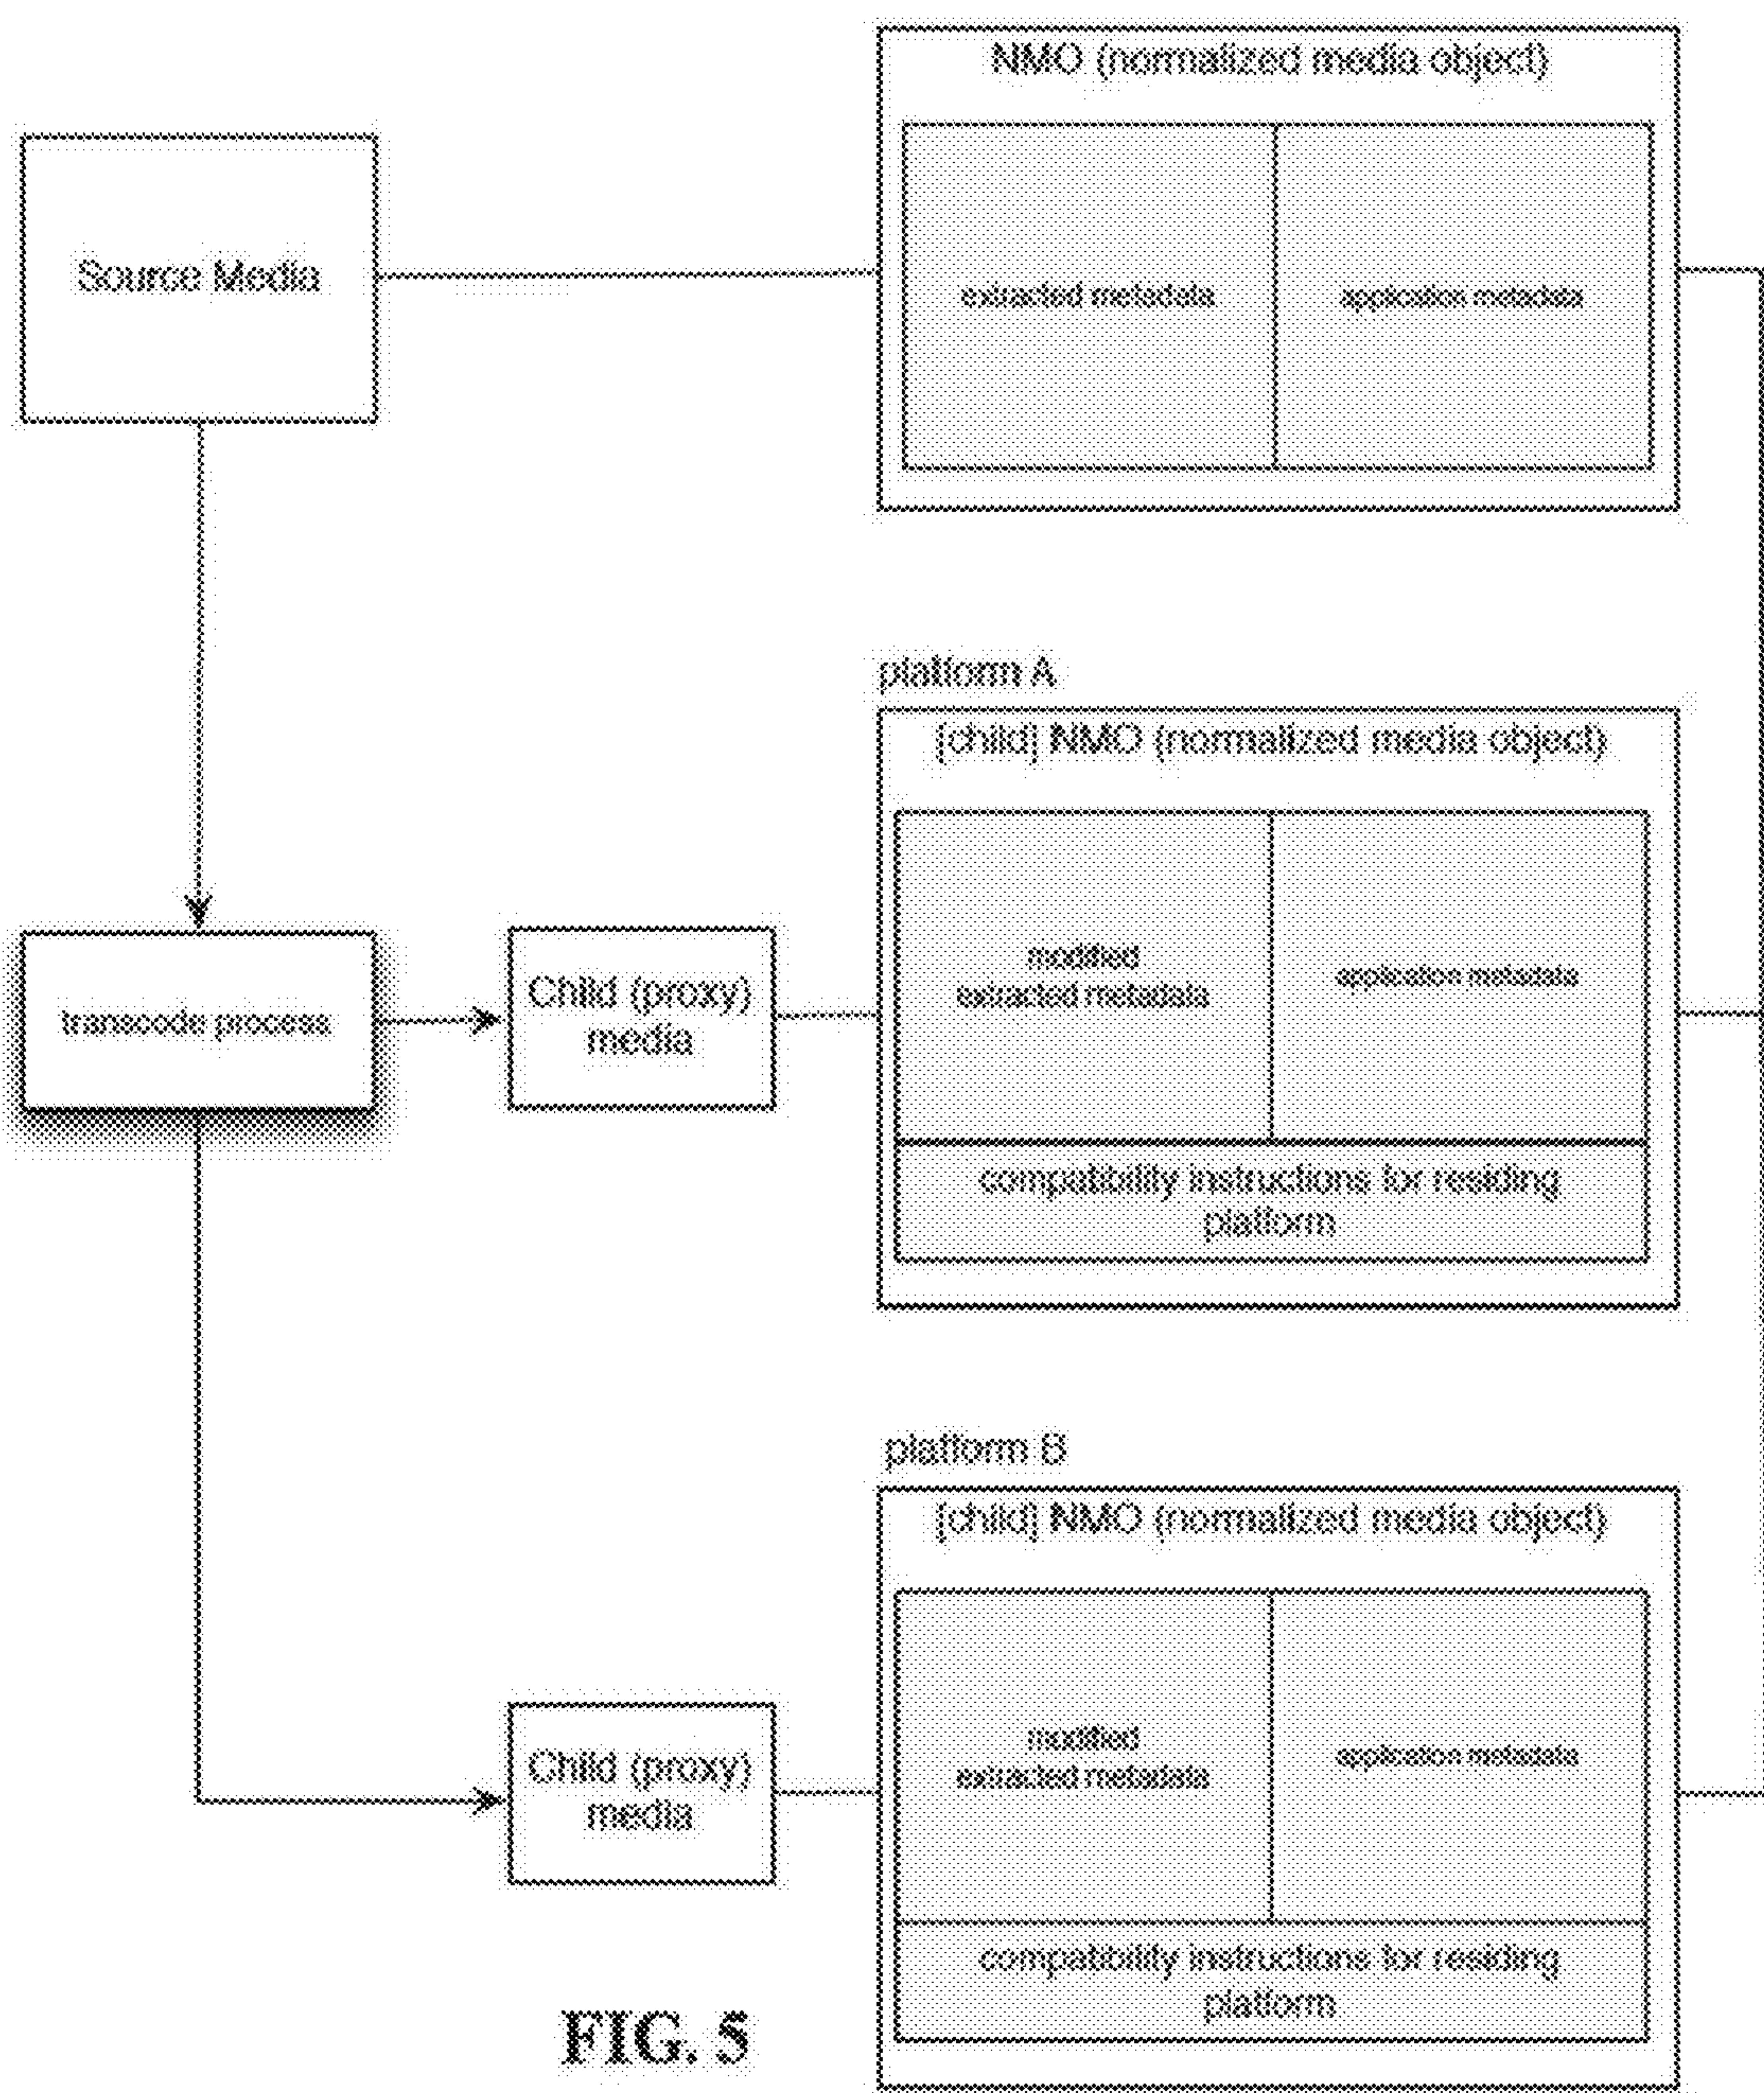 NMO (normalized media object)
Source Media
extracted metadata
application metadata
platform A
[child] NMO (normalized media object)
transcode process
Child (proxy)
media
modified
extracted metadata
application metadata
compatibility instructions for residing
platform
platform B
[child] NMO (normalized media object)
Child (proxy)
media
modified
extracted metadata
application metadata
compatibility instructions for residing
platform
FIG. 5